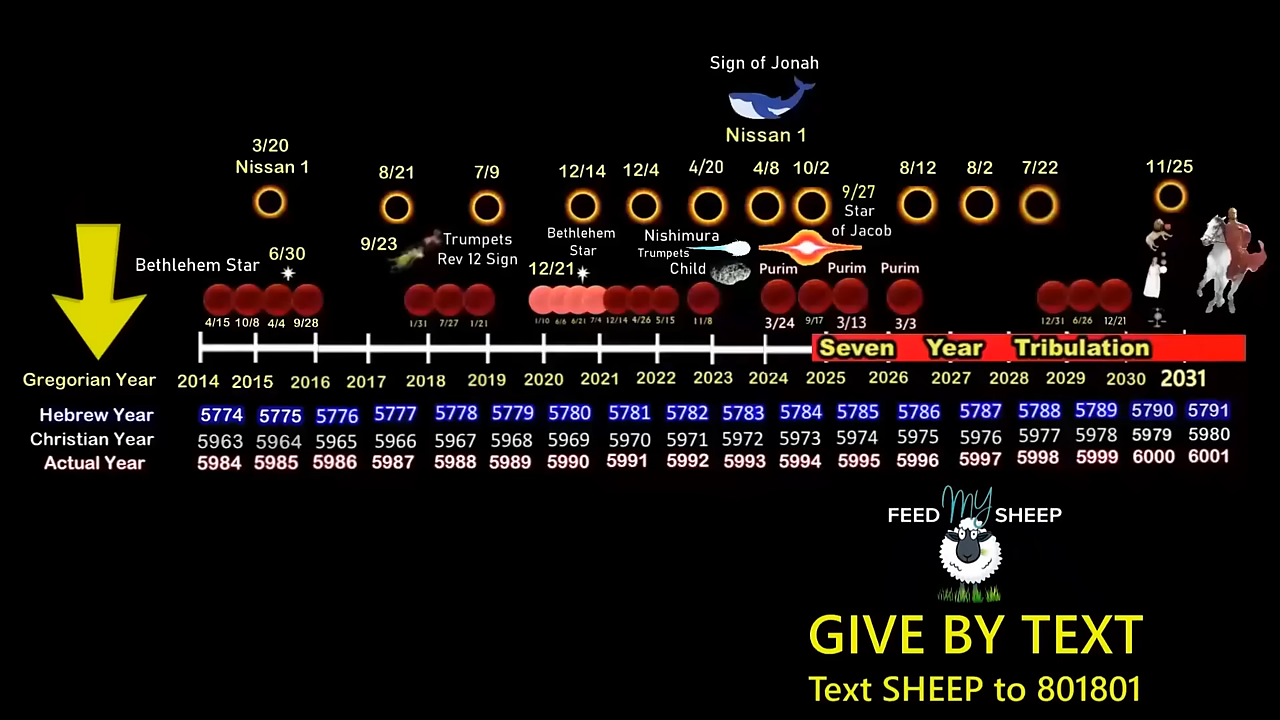 Sign of Jonah
Nissan 1
3/20
Nissan 1
8/21
7/9
12/14
12/4
4/20
4/8
10/2
8/12
8/2
7/22
11/25
9/27
Star
of Jacob
Bethlehem Star
6/30
9/23
Trumpets
Rev 12 Sign
Bethlehem
Star
12/21
Nishimura
Trumpets
Child
Purim
Purim
Purim
4/15 10/8 4/4 9/28
1/31 7/27 1/21
1/10 6/6 6/21 7/4 12/14 4/26 5/15
11/8
3/24 9/17 3/13 3/3
12/31 6/26 12/21
Seven Year Tribulation
Gregorian Year 2014 2015 2016 2017 2018 2019 2020 2021 2022 2023 2024 2025 2026 2027 2028 2029 2030 2031
Hebrew Year 5774 5775 5776 5777 5778 5779 5780 5781 5782 5783 5784 5785 5786 5787 5788 5789 5790 5791
Christian Year 5963 5964 5965 5966 5967 5968 5969 5970 5971 5972 5973 5974 5975 5976 5977 5978 5979 5980
Actual Year 5984 5985 5986 5987 5988 5989 5990 5991 5992 5993 5994 5995 5996 5997 5998 5999 6000 6001
FEED My SHEEP
GIVE BY TEXT
Text SHEEP to 801801